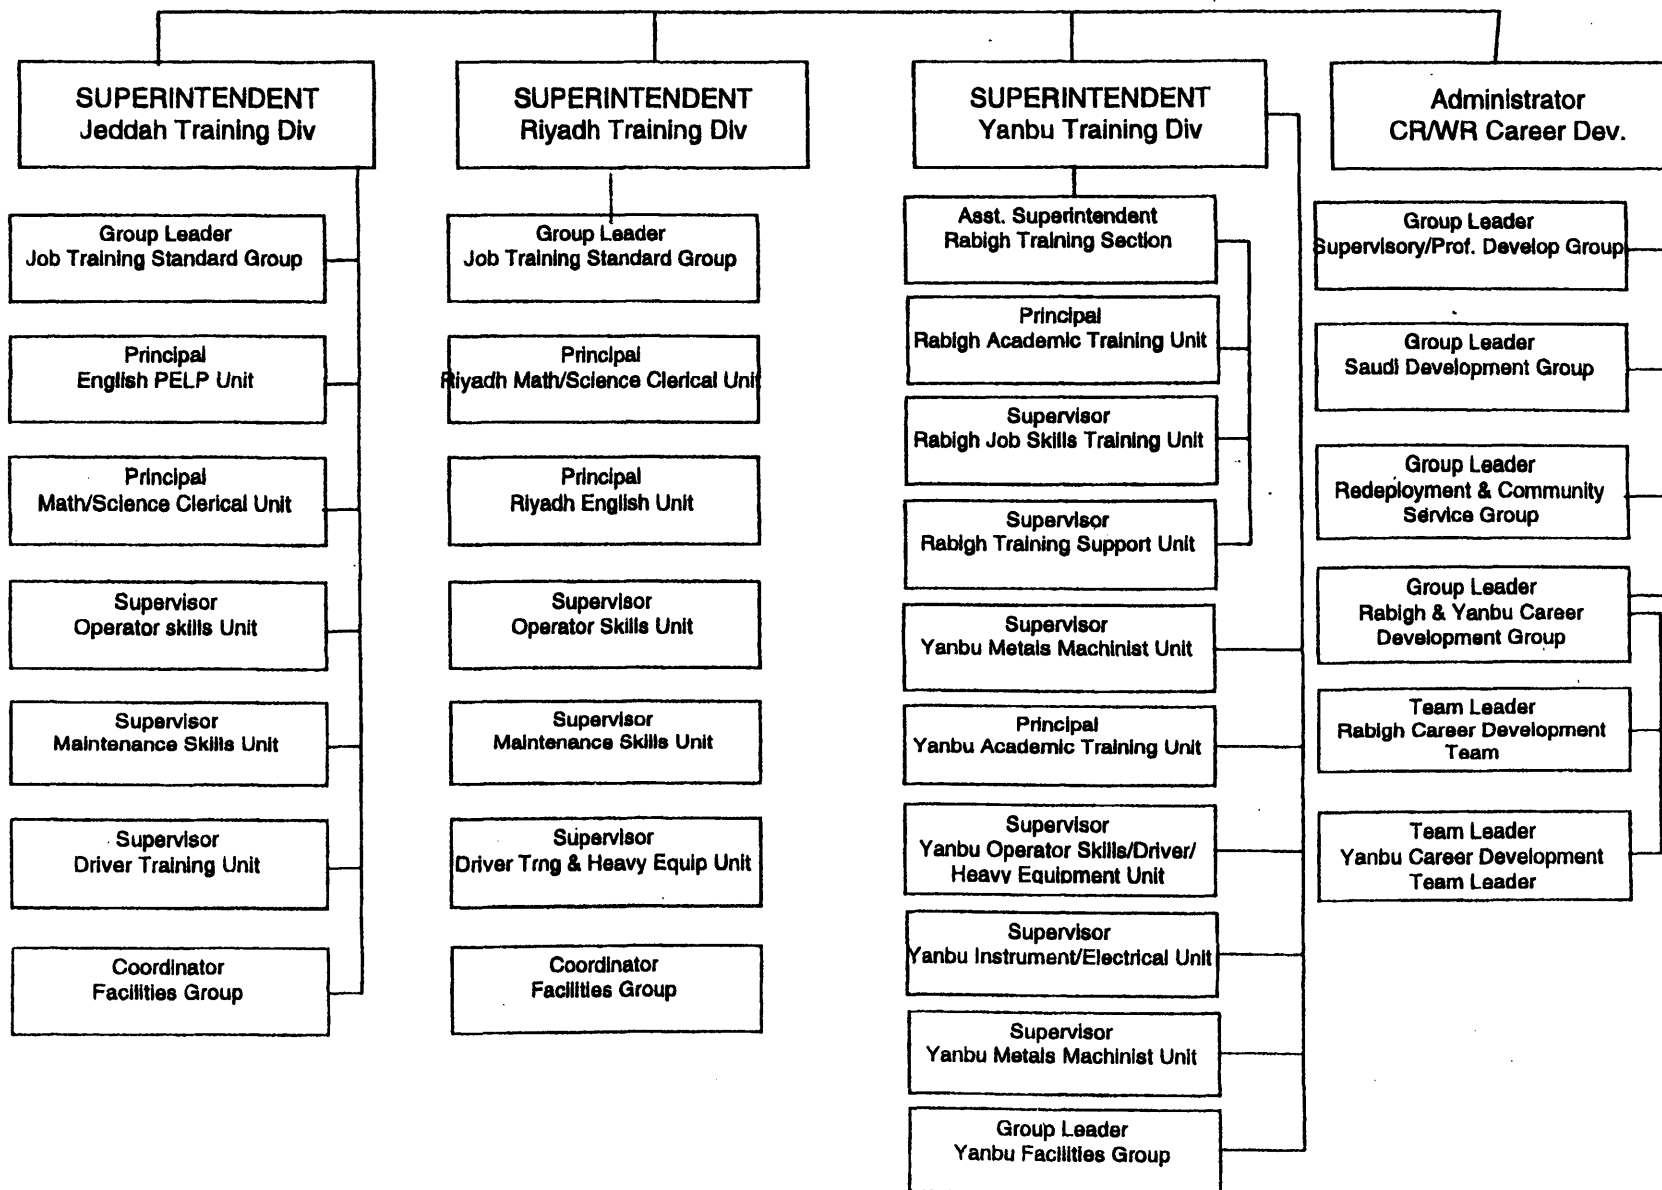 SUPERINTENDENT
Jeddah Training Div
Group Leader
Job Training Standard Group
Principal
English PELP Unit
Principal
Math/Science Clerical Unit
Supervisor
Operator skills Unit
Supervisor
Maintenance Skills Unit
Supervisor
Driver Training Unit
Coordinator
Facilities Group
SUPERINTENDENT
Riyadh Training Div
Group Leader
Job Training Standard Group
Principal
Riyadh Math/Science Clerical Unit
Principal
Riyadh English Unit
Supervisor
Operator Skills Unit
Supervisor
Maintenance Skills Unit
Supervisor
Driver Trng & Heavy Equip Unit
Coordinator
Facilities Group
SUPERINTENDENT
Yanbu Training Div
Asst. Superintendent
Rabigh Training Section
Principal
Rabigh Academic Training Unit
Supervisor
Rabigh Job Skills Training Unit
Supervisor
Rabigh Training Support Unit
Supervisor
Yanbu Metals Machinist Unit
Principal
Yanbu Academic Training Unit
Supervisor
Yanbu Operator Skills/Driver/
Heavy Equipment Unit
Supervisor
Yanbu Instrument/Electrical Unit
Supervisor
Yanbu Metals Machinist Unit
Group Leader
Yanbu Facilities Group
Administrator
CR/WR Career Dev.
Group Leader
Supervisory/Prof. Develop Group
Group Leader
Saudi Development Group
Group Leader
Redeployment & Community
Service Group
Group Leader
Rabigh & Yanbu Career
Development Group
Team Leader
Rabigh Career Development
Team
Team Leader
Yanbu Career Development
Team Leader